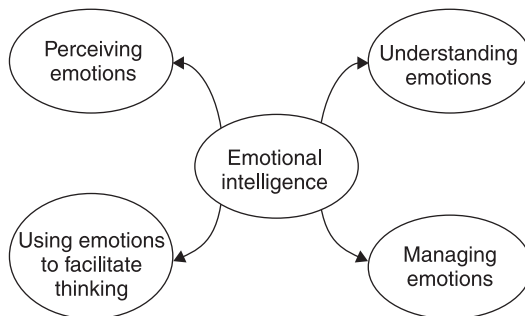 Perceiving
emotions
Understanding
emotions
Emotional
intelligence
Using emotions
to facilitate
thinking
Managing
emotions